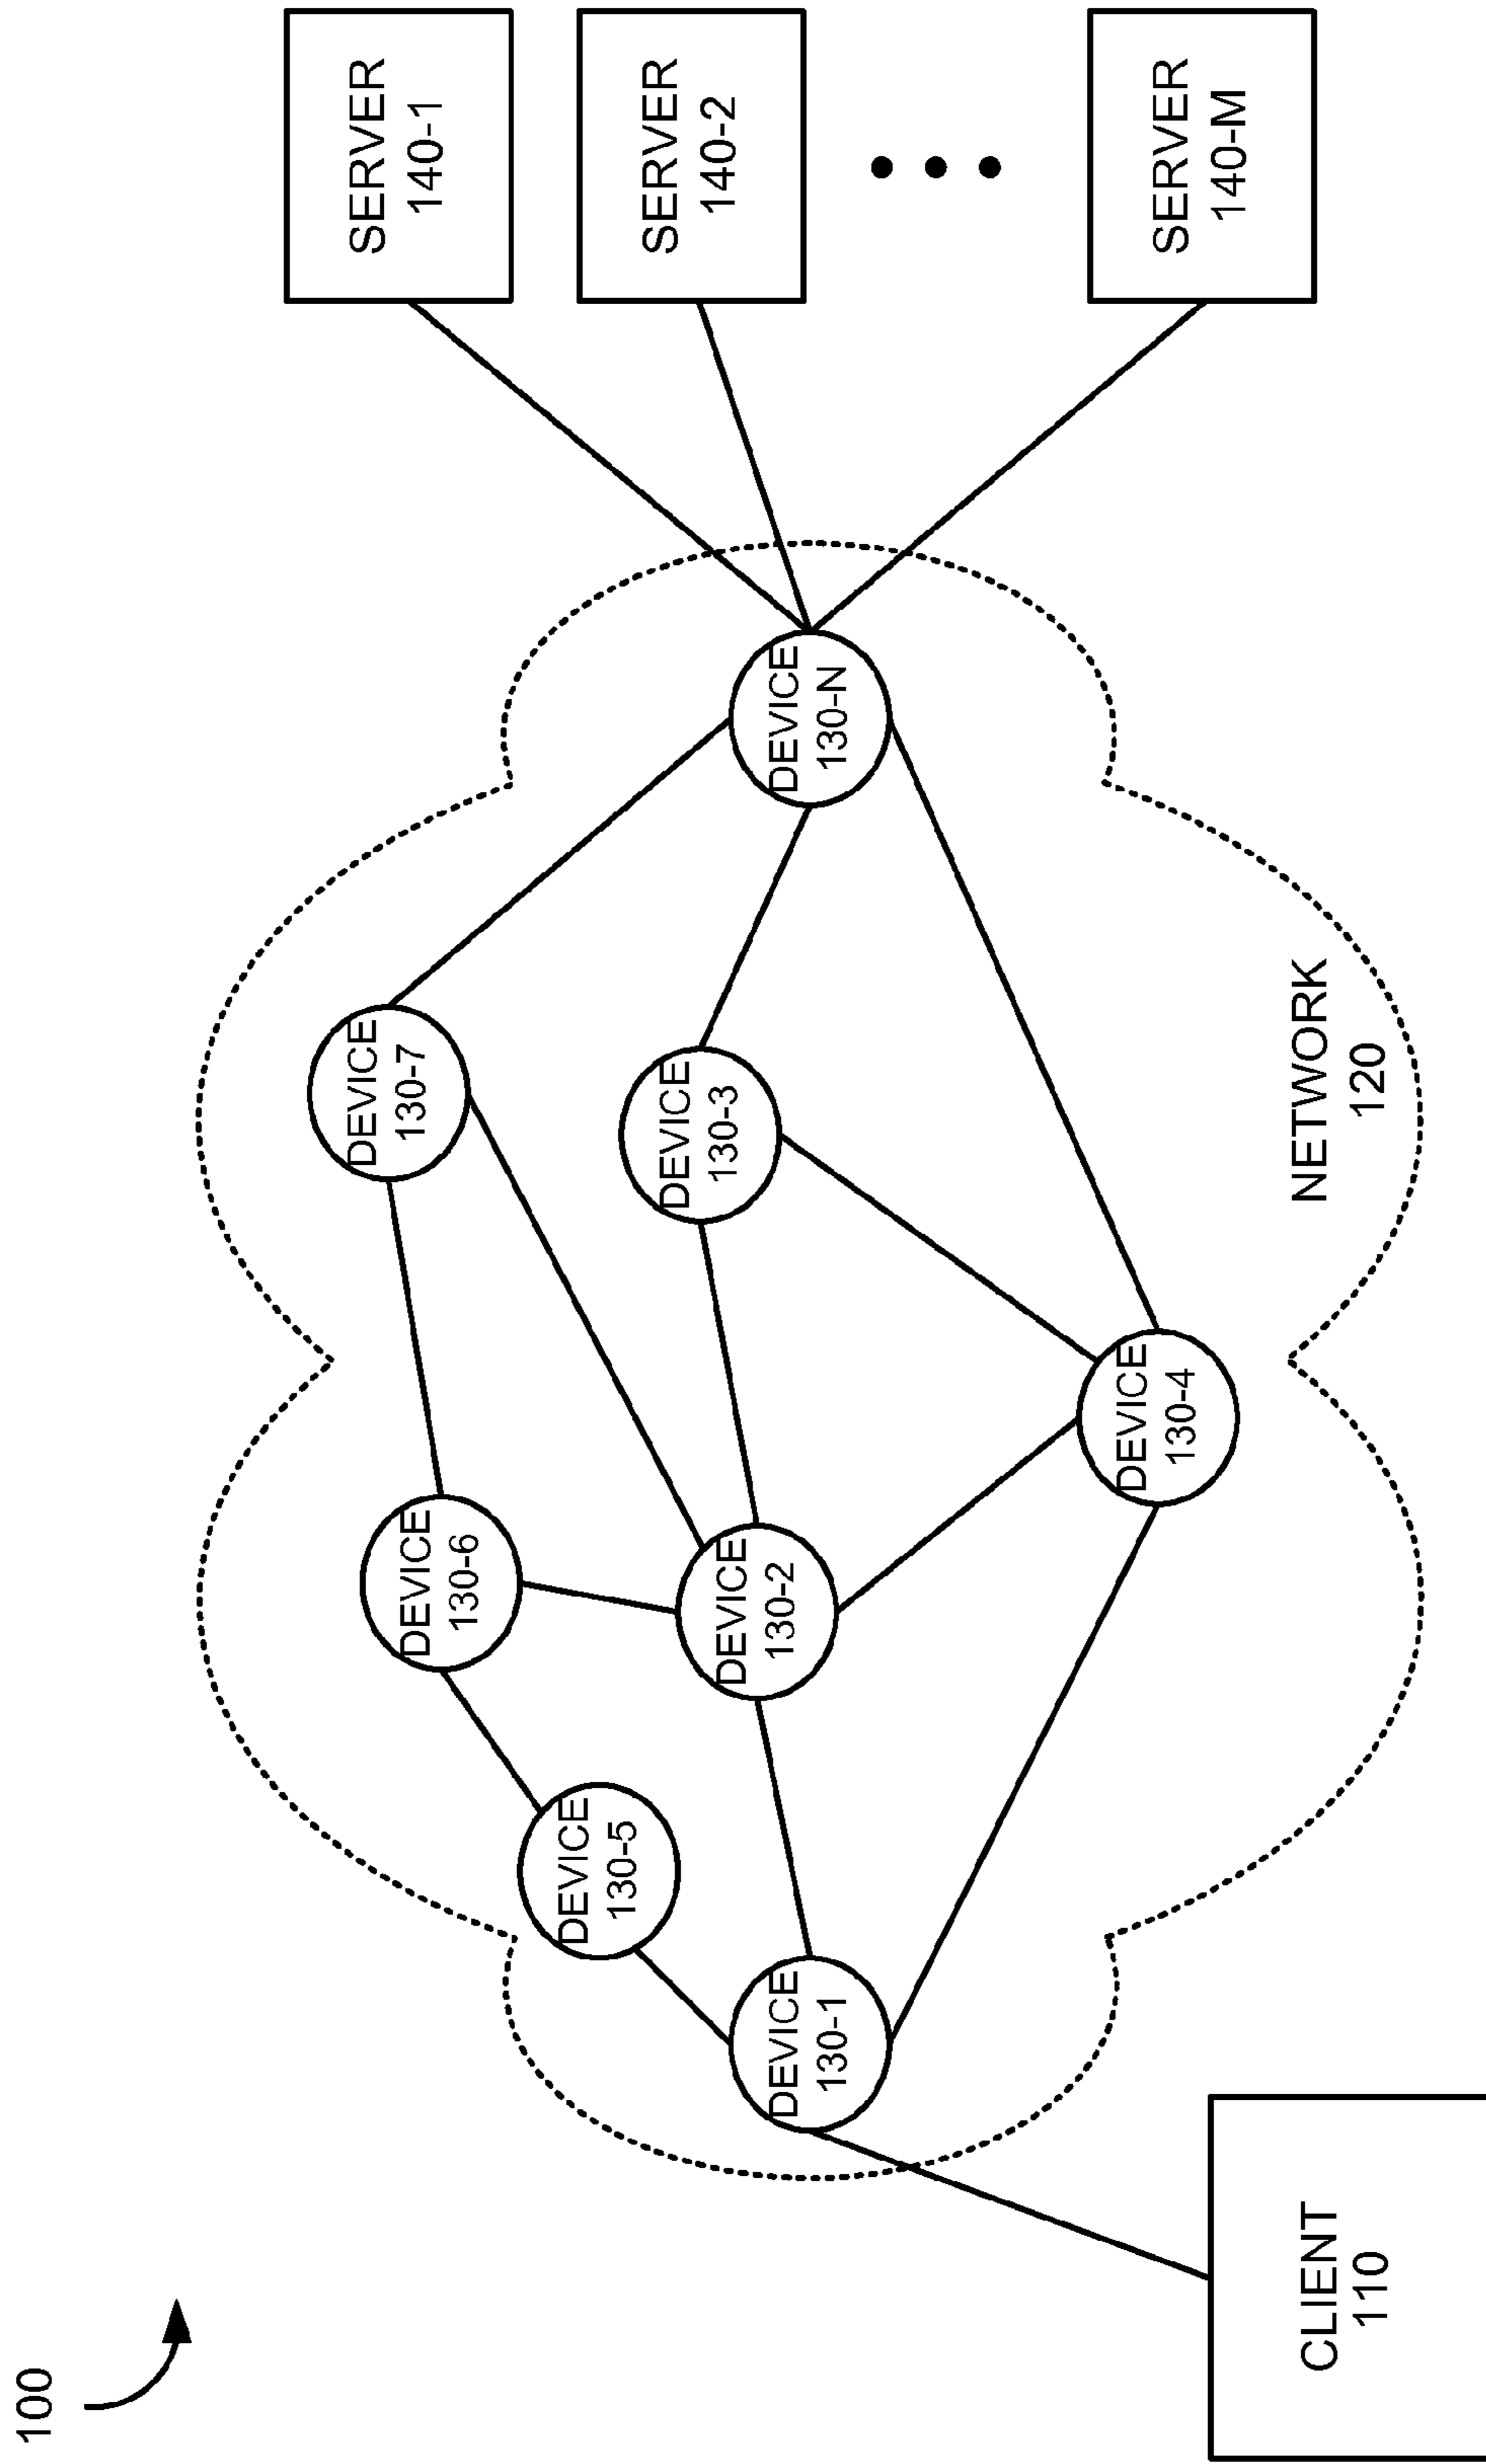 100
CLIENT
110
DEVICE
130-1
DEVICE
130-5
DEVICE
130-6
DEVICE
130-2
DEVICE
130-4
DEVICE
130-7
DEVICE
130-3
DEVICE
130-N
NETWORK
120
SERVER
140-1
SERVER
140-2
SERVER
140-M